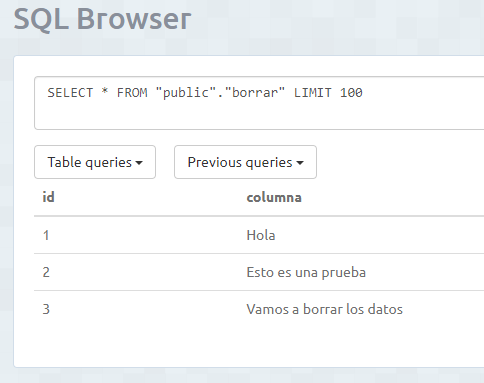 SQL Browser
SELECT * FROM "public"."borrar" LIMIT 100
Table queries Previous queries
id columna
1 Hola
2 Esto es una prueba
3 Vamos a borrar los datos